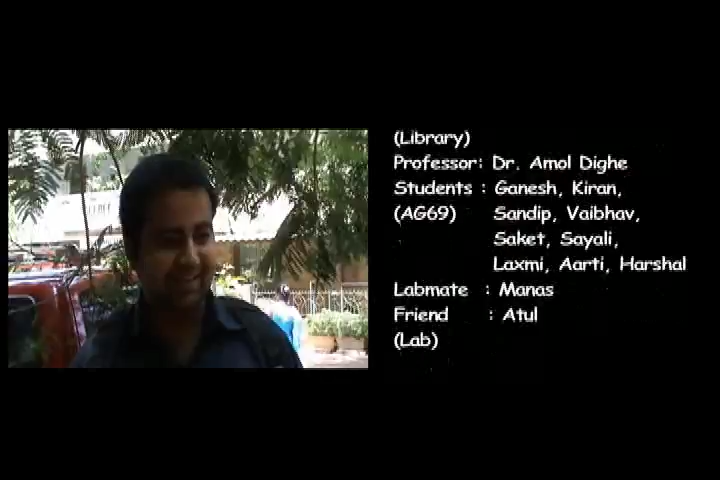 (Library)
Professor: Dr. Amol Dighe
Students : Ganesh, Kiran,
(AG69) Sandip, Vaibhav,
Saket, Sayali,
Laxmi, Aarti, Harshal
Labmate : Manas
Friend : Atul
(Lab)